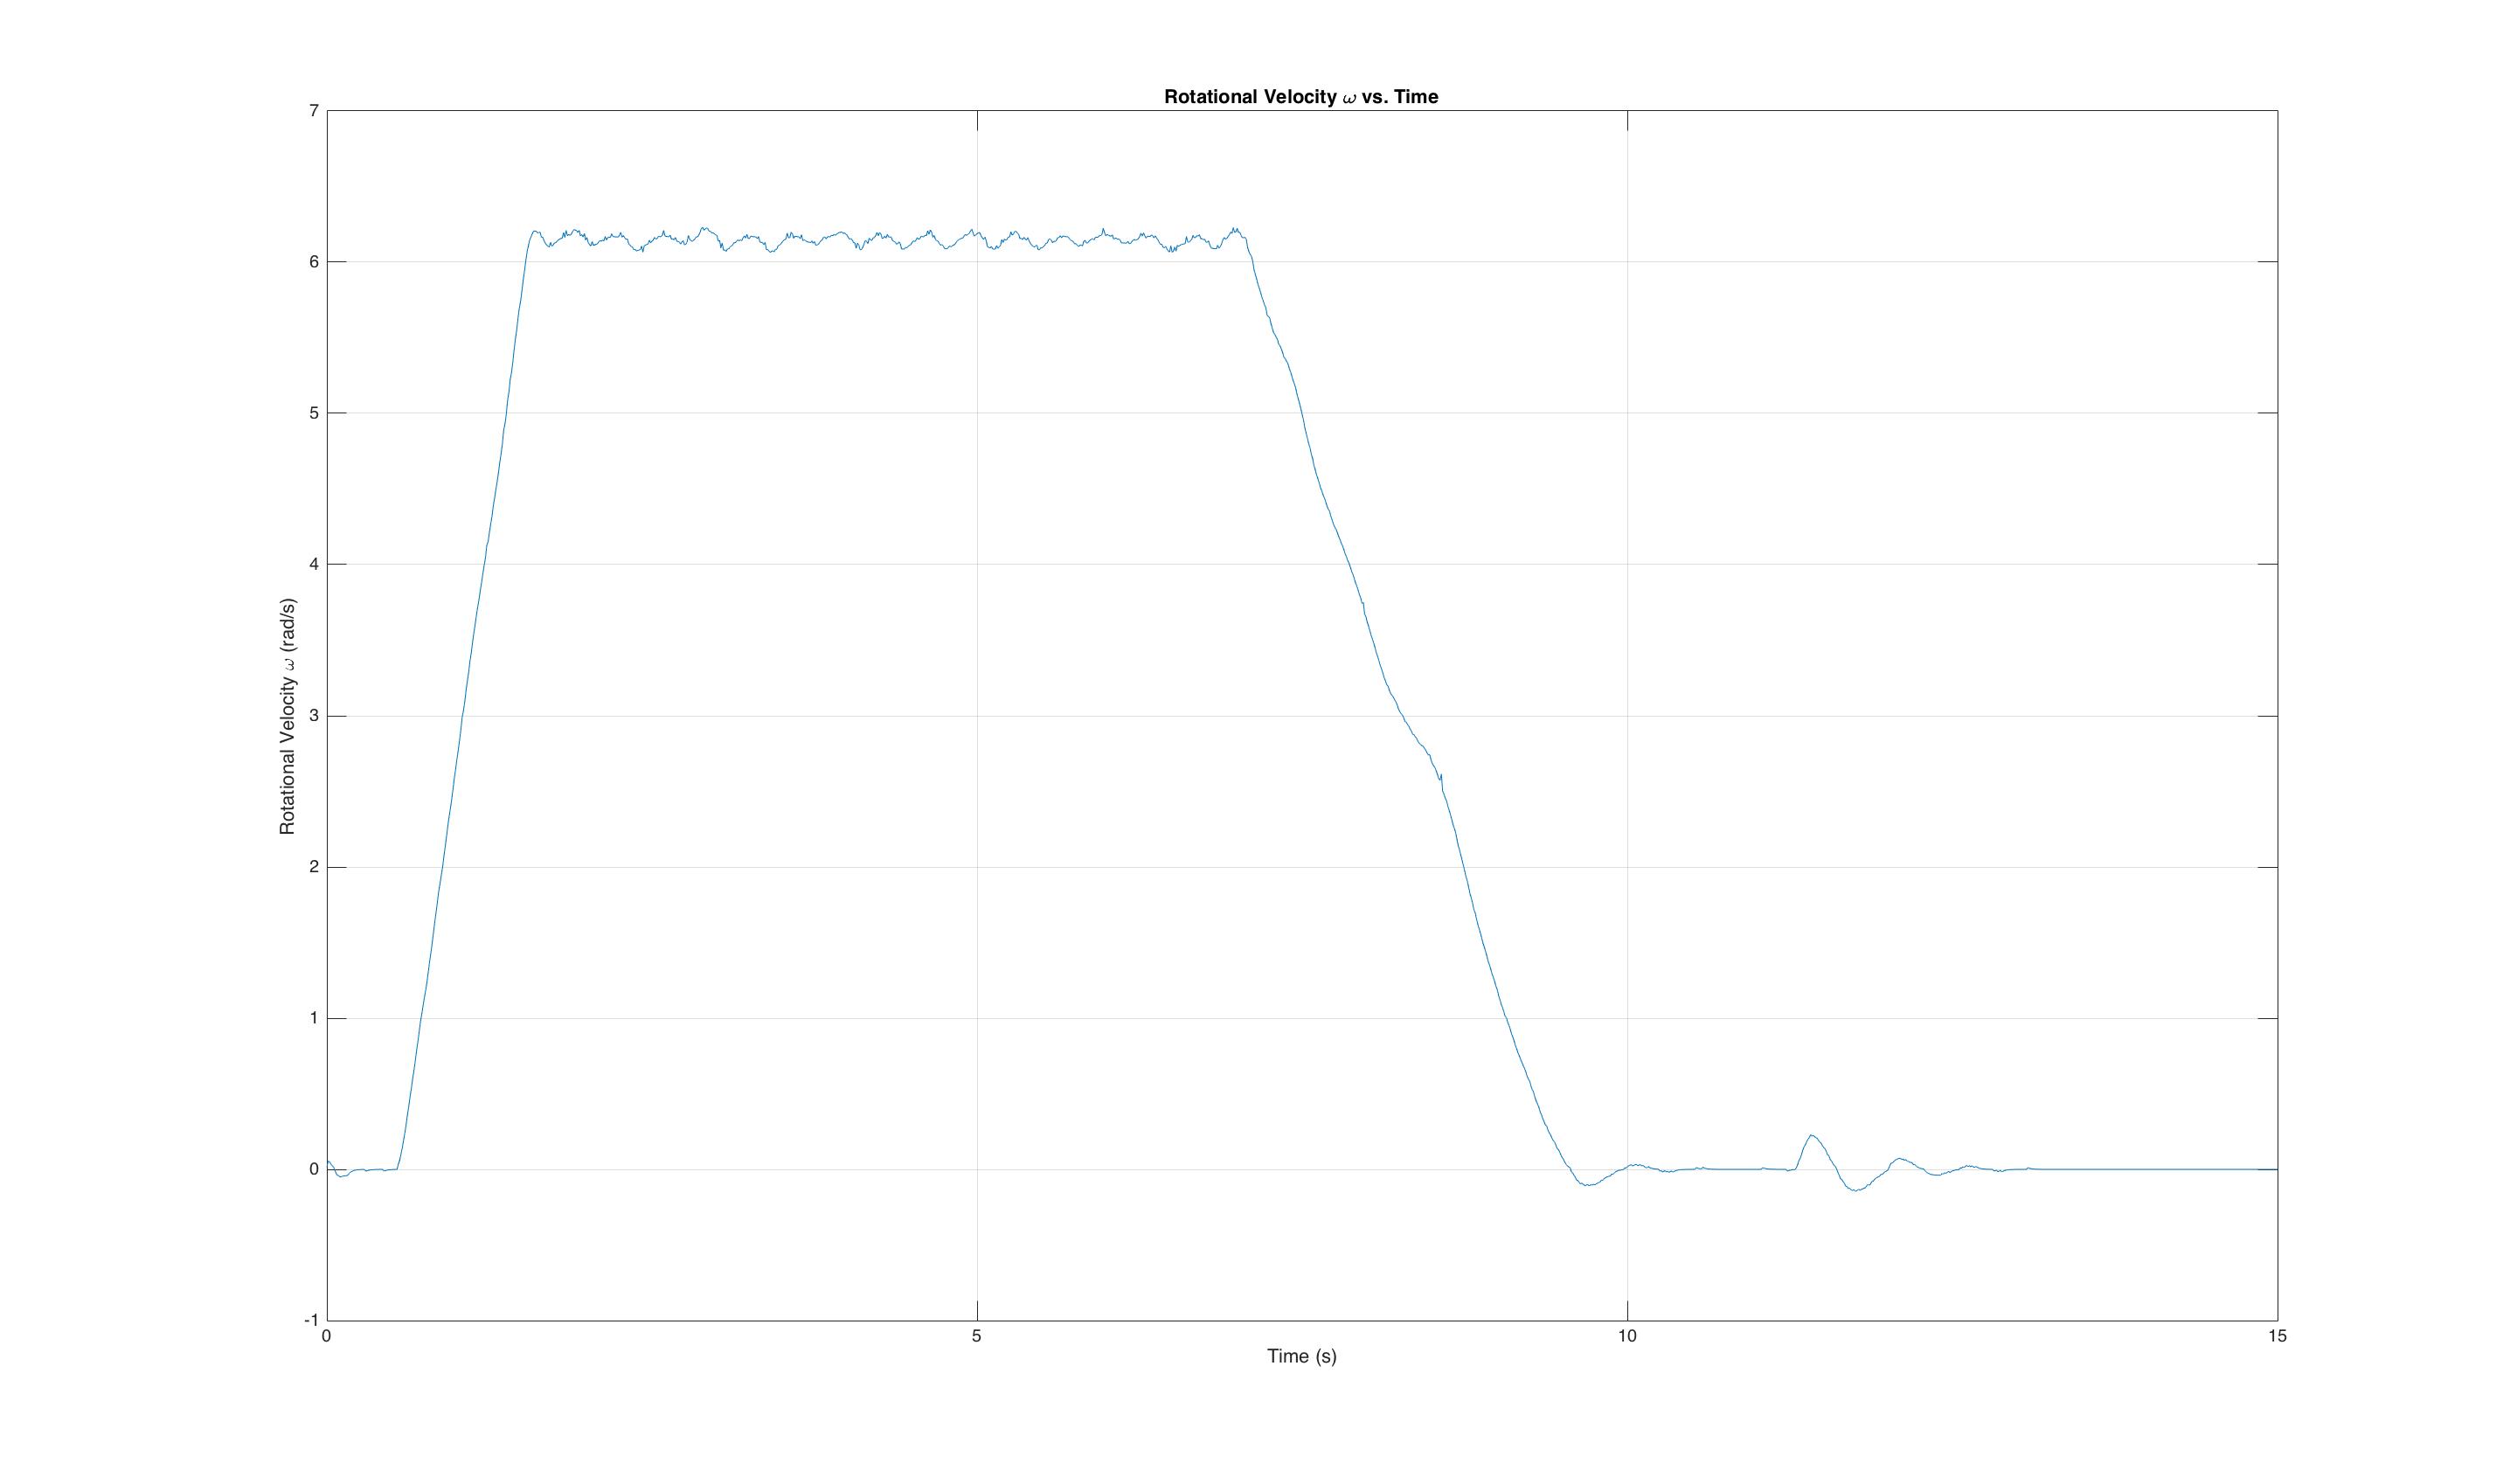 Rotational Velocity ω vs. Time
7
6
5
4
3
2
1
0
-1
Rotational Velocity ω (rad/s)
0 5 10 15
Time (s)